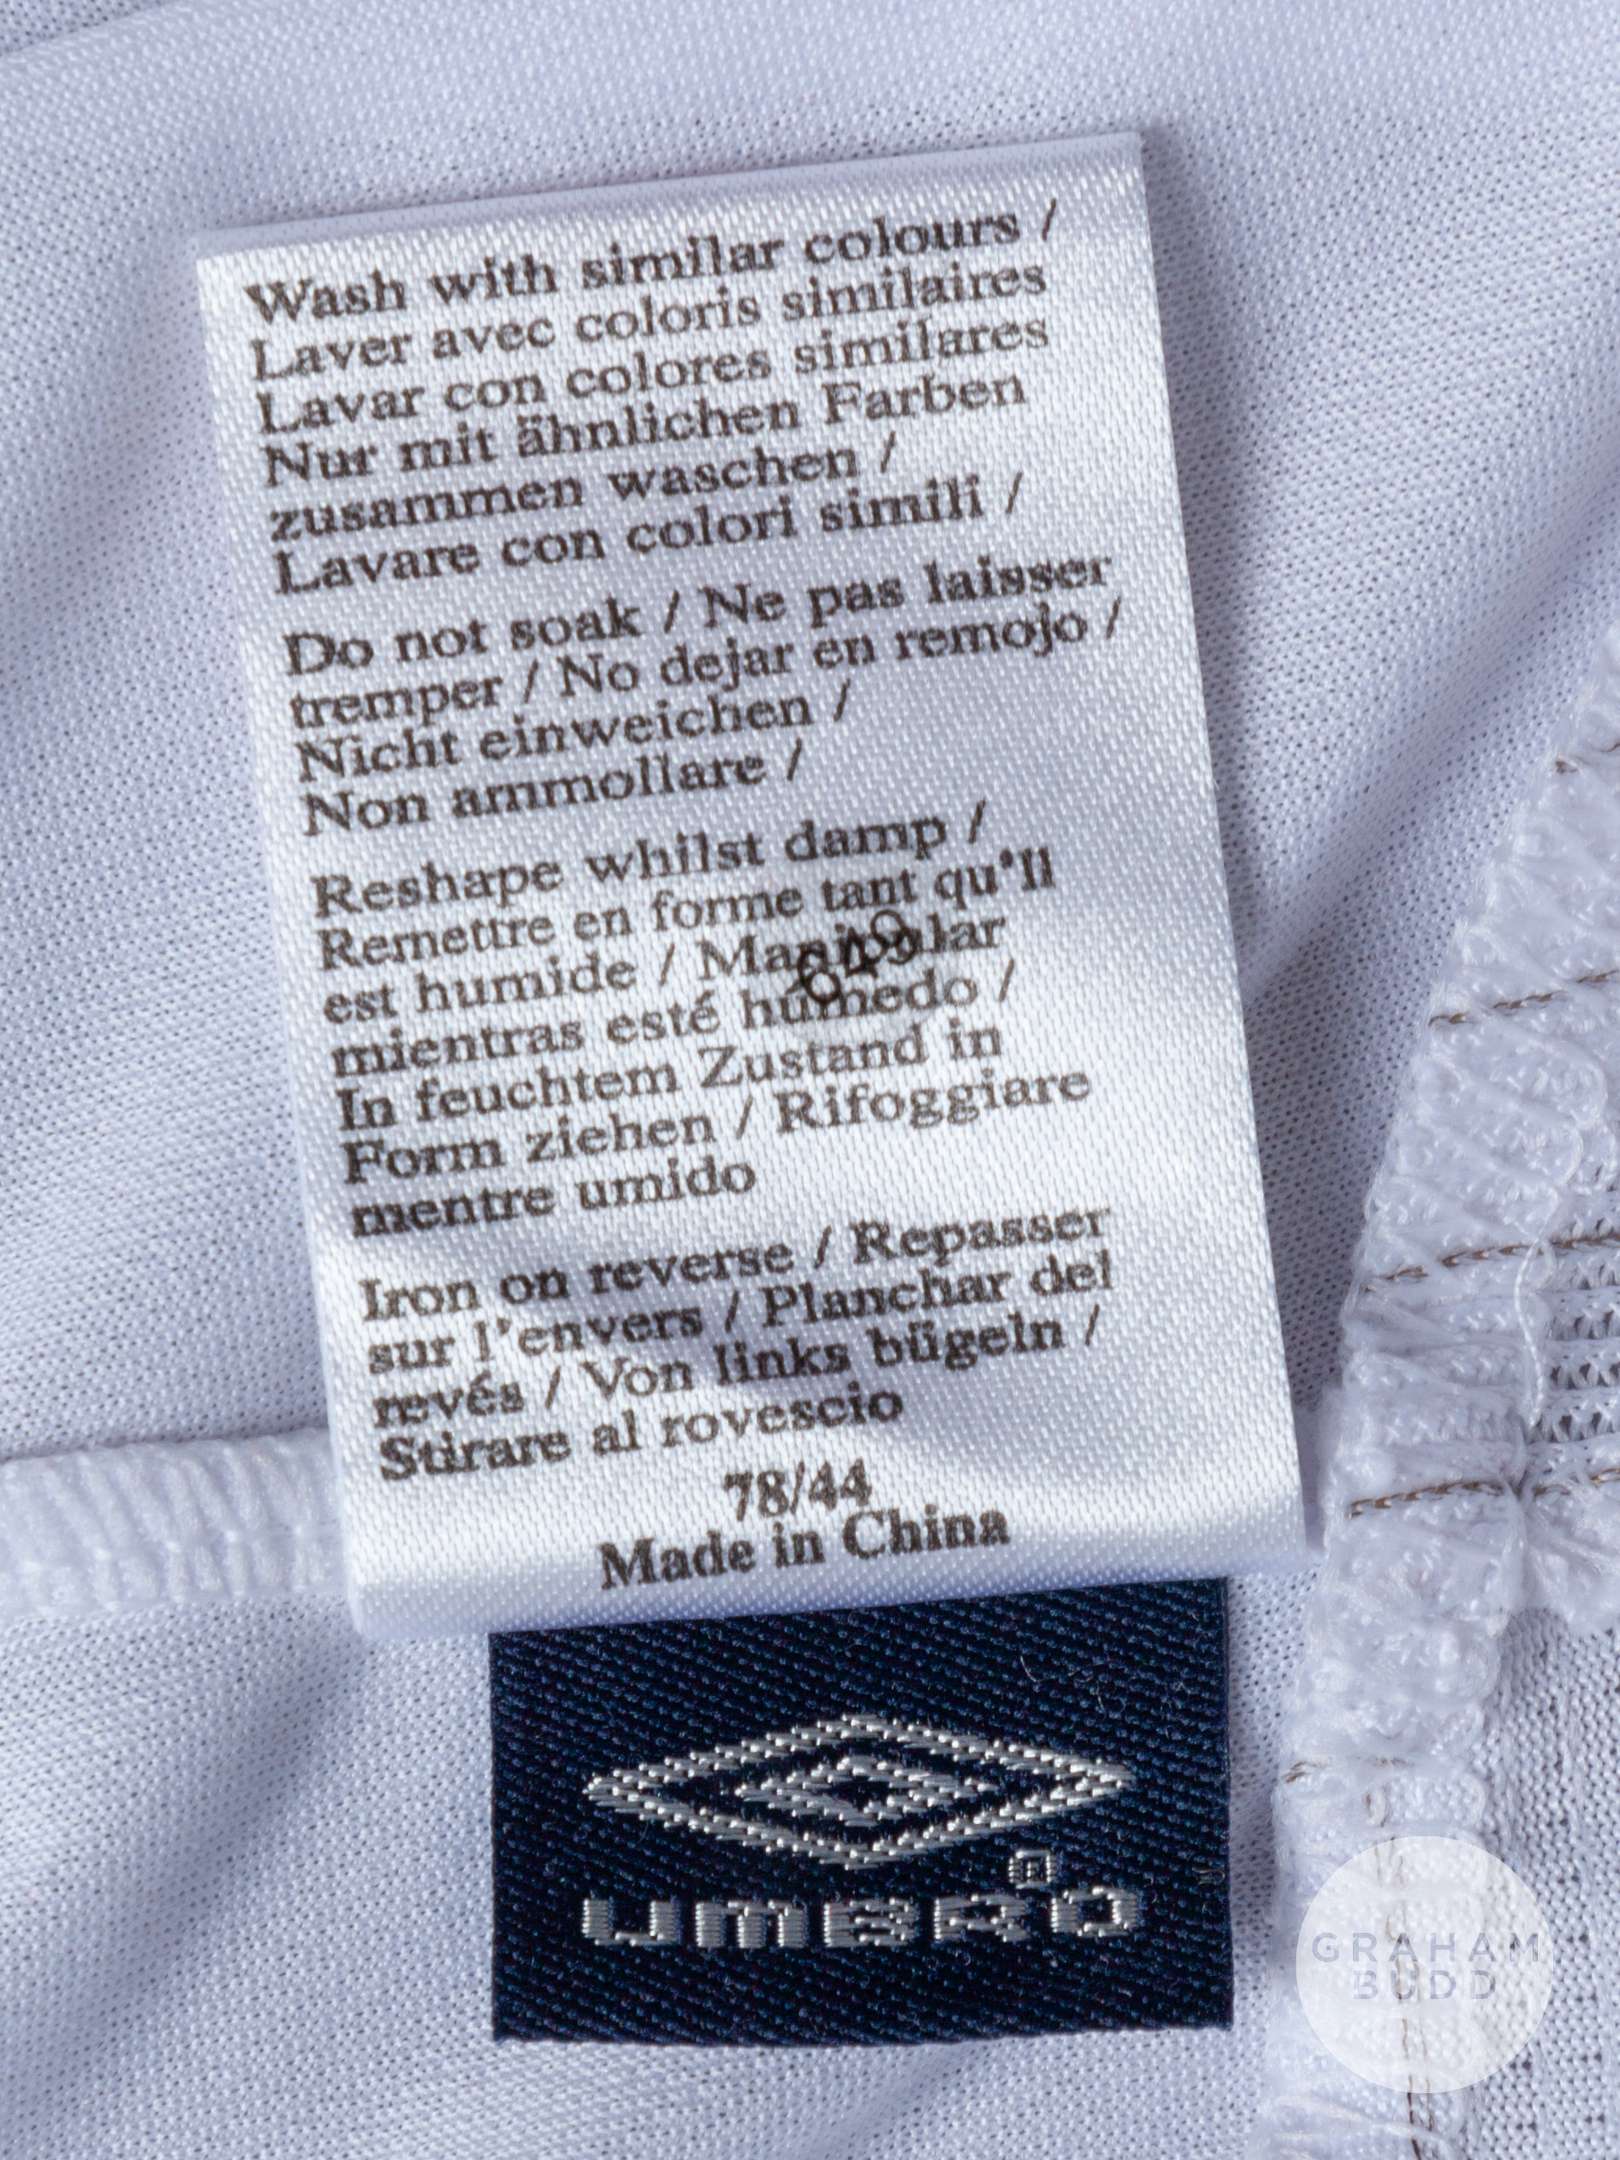 Wash with similar colours /
Laver avec coloris similaires
Lavar con colores similares
Nur mit ähnlichen Farben
zusammen waschen /
Lavare con colori simili /
Do not soak / Ne pas laisser
tremper / No dejar en remojo /
Nicht einweichen /
Non ammollare /
Reshape whilst damp /
Remettre en forme tant qu'il
est humide / Manipular
mientras esté húmedo /
In feuchtem Zustand in
Form ziehen / Rifoggiare
mentre umido
Iron on reverse / Repasser
sur l'envers / Planchar del
revés / Von links bügeln /
Stirare al rovescio
78/44
Made in China
UMBRO®
GRAHAM
BUDD